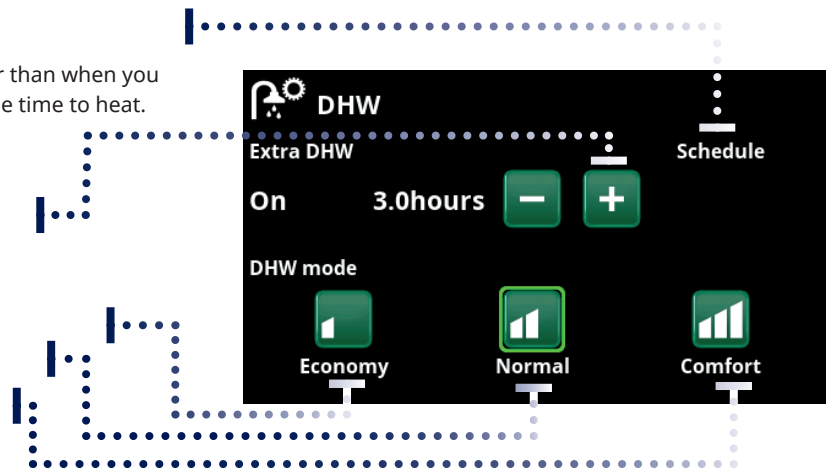 than when you
time to heat.
DHW
Extra DHW
Schedule
On 3.0hours − +
DHW mode
Economy Normal Comfort